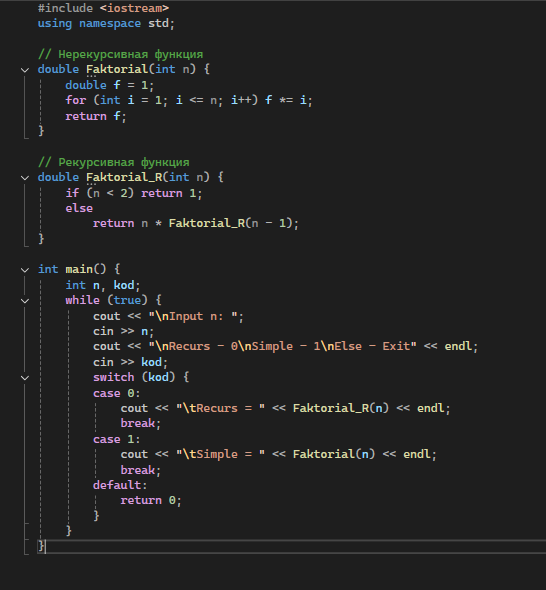 #include <iostream>
using namespace std;
// Нерекурсивная функция
double Faktorial(int n) {
double f = 1;
for (int i = 1; i <= n; i++) f *= i;
return f;
}
// Рекурсивная функция
double Faktorial_R(int n) {
if (n < 2) return 1;
else
return n * Faktorial_R(n - 1);
}
int main() {
int n, kod;
while (true) {
cout << "\nInput n: ";
cin >> n;
cout << "\nRecurs - 0\nSimple - 1\nElse - Exit" << endl;
cin >> kod;
switch (kod) {
case 0:
cout << "\tRecurs = " << Faktorial_R(n) << endl;
break;
case 1:
cout << "\tSimple = " << Faktorial(n) << endl;
break;
default:
return 0;
}
}
}